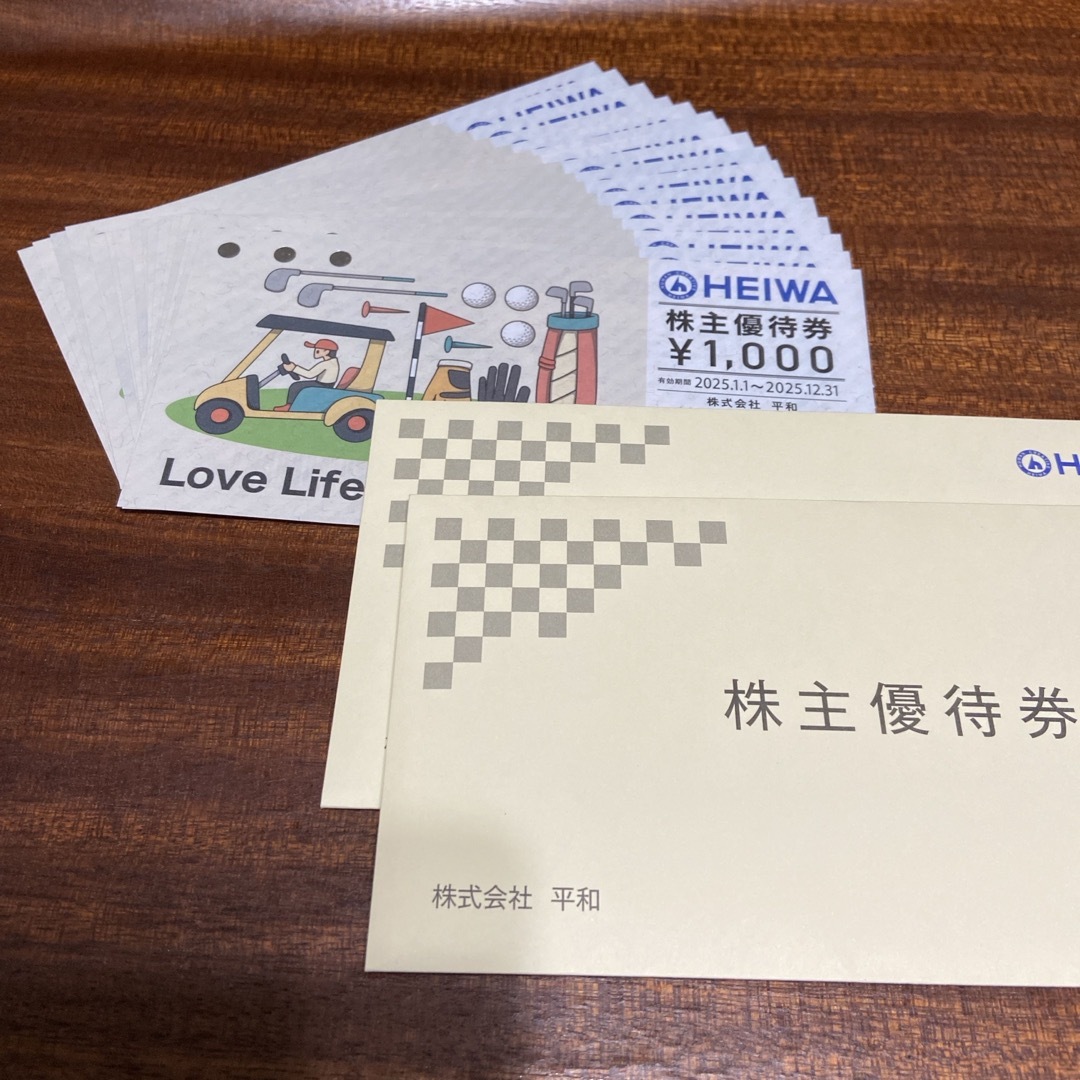 HEIWA
株主優待券
¥1,000
有効期間 2025.1.1～2025.12.31
株式会社 平和
Love Life
H
株主優待券
株式会社 平和